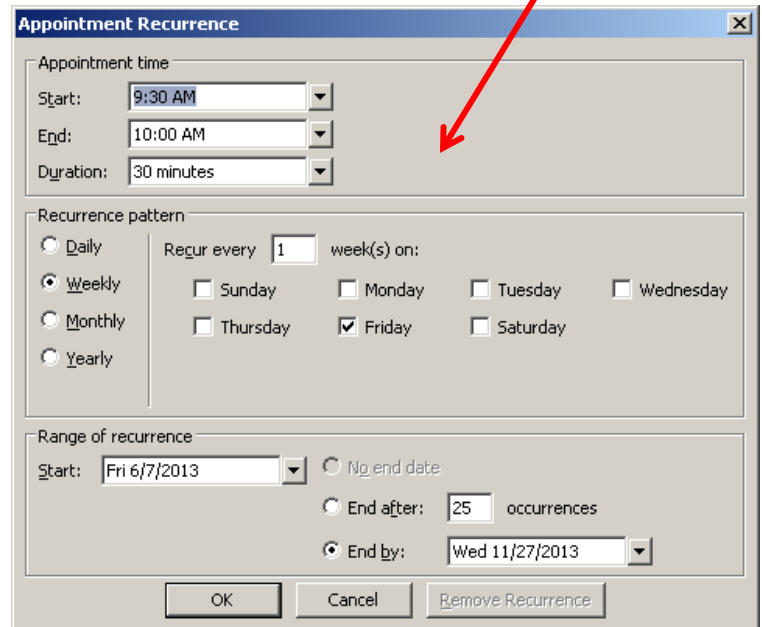 Appointment Recurrence
Appointment time
Start: 9:30 AM
End: 10:00 AM
Duration: 30 minutes
Recurrence pattern
Daily
Recur every 1 week(s) on:
Weekly
Sunday Monday Tuesday Wednesday
Monthly
Thursday Friday Saturday
Yearly
Range of recurrence
Start: Fri 6/7/2013
No end date
End after: 25 occurrences
End by: Wed 11/27/2013
OK Cancel Remove Recurrence